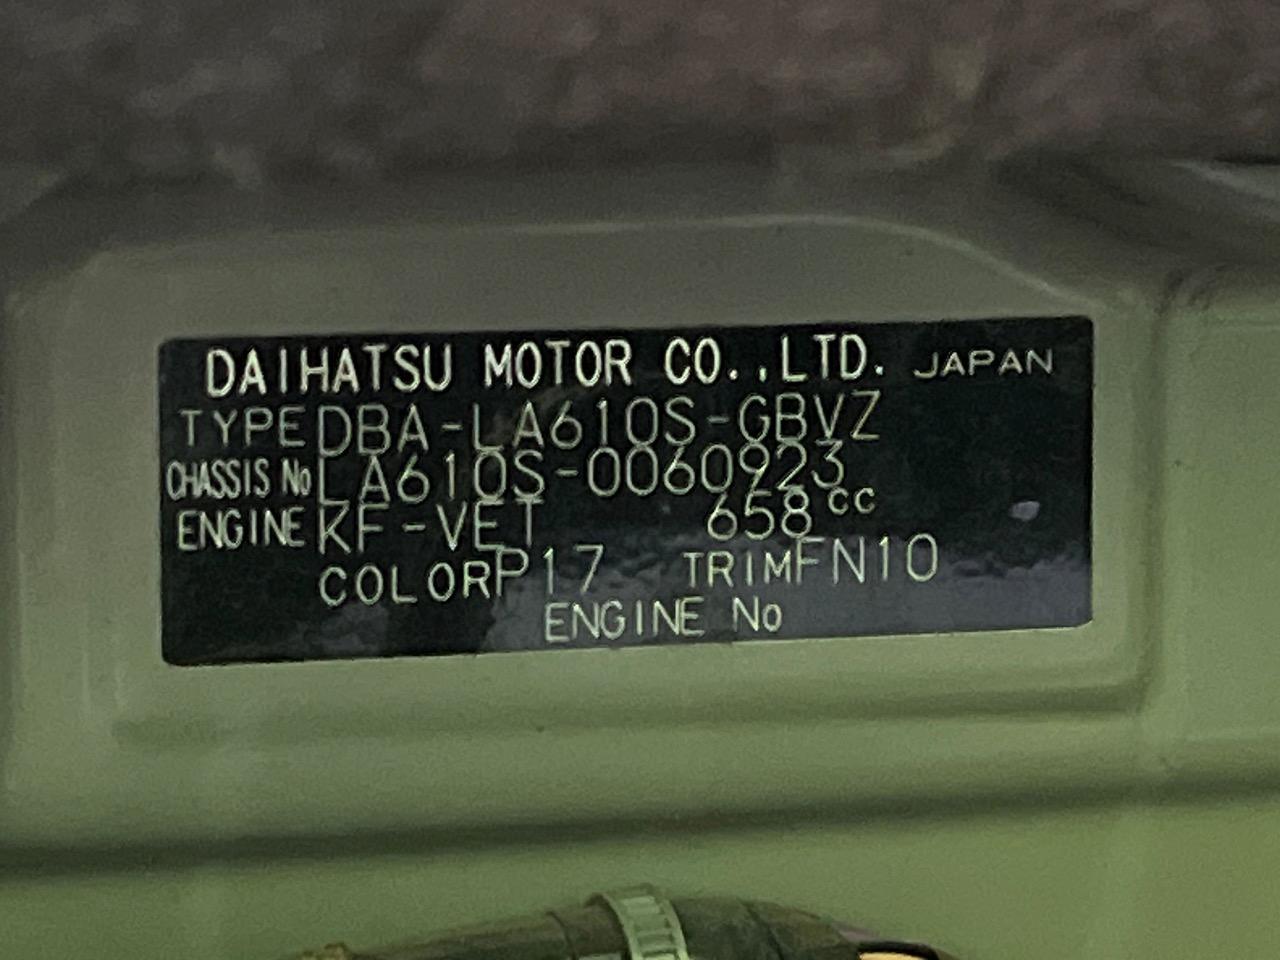 DAIHATSU MOTOR CO.,LTD. JAPAN
TYPE DBA-LA610S-GBVZ
CHASSIS No LA610S-0060923
ENGINE KF-VET 658cc
COLOR P17 TRIM FN10
ENGINE No